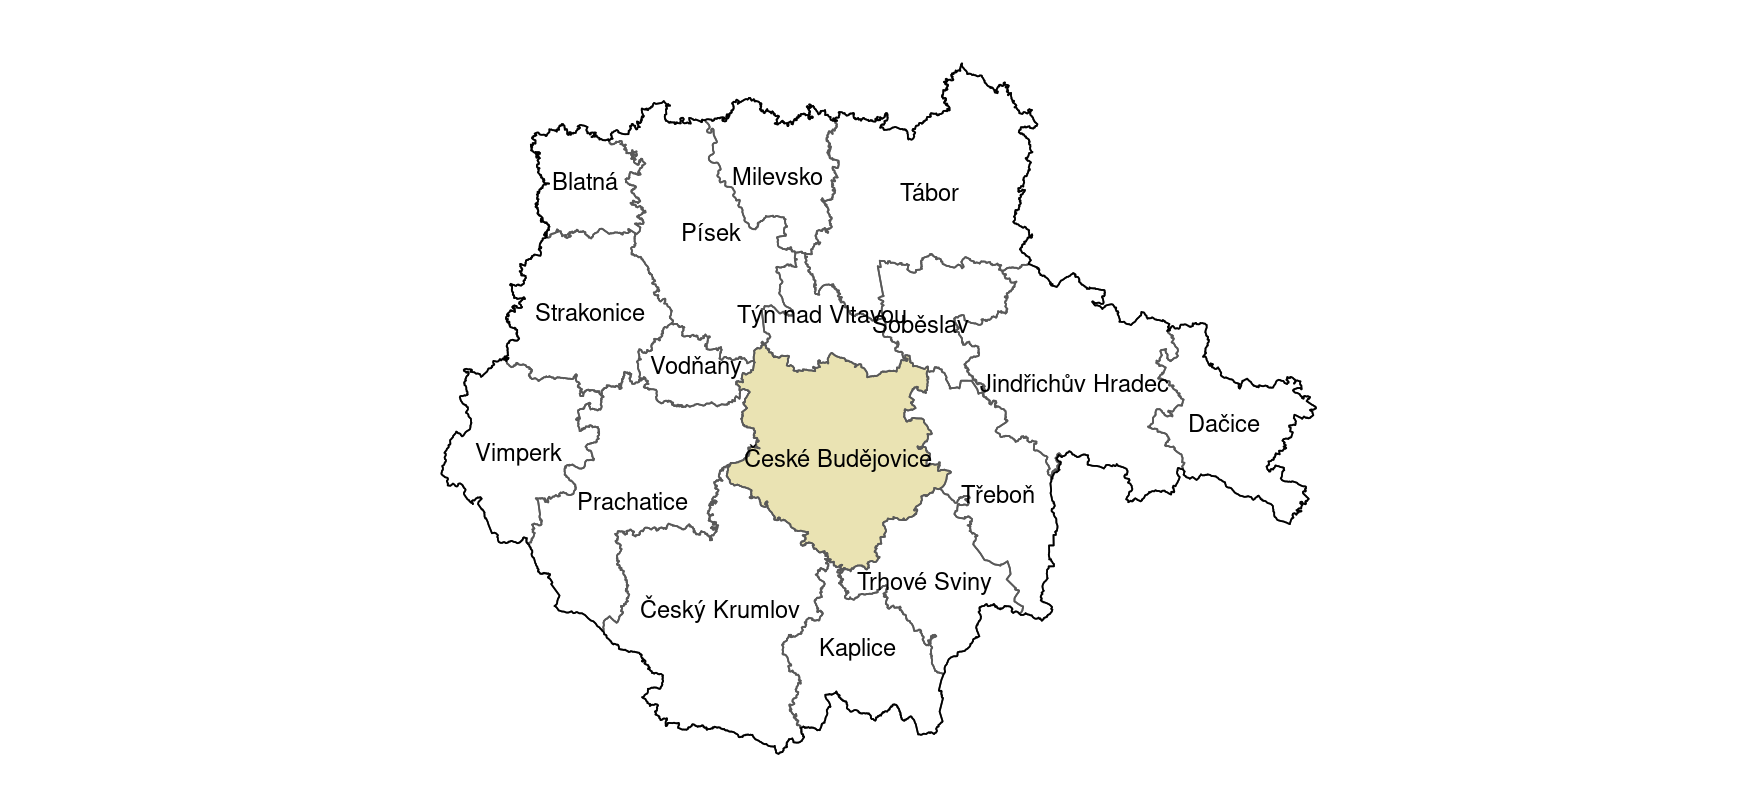 Milevsko
Blatná
Tábor
Písek
Strakonice
Týn nad Vltavou
Soběslav
Vodňany
Jindřichův Hradec
Dačice
Vimperk
České Budějovice
Třeboň
Prachatice
Trhové Sviny
Český Krumlov
Kaplice